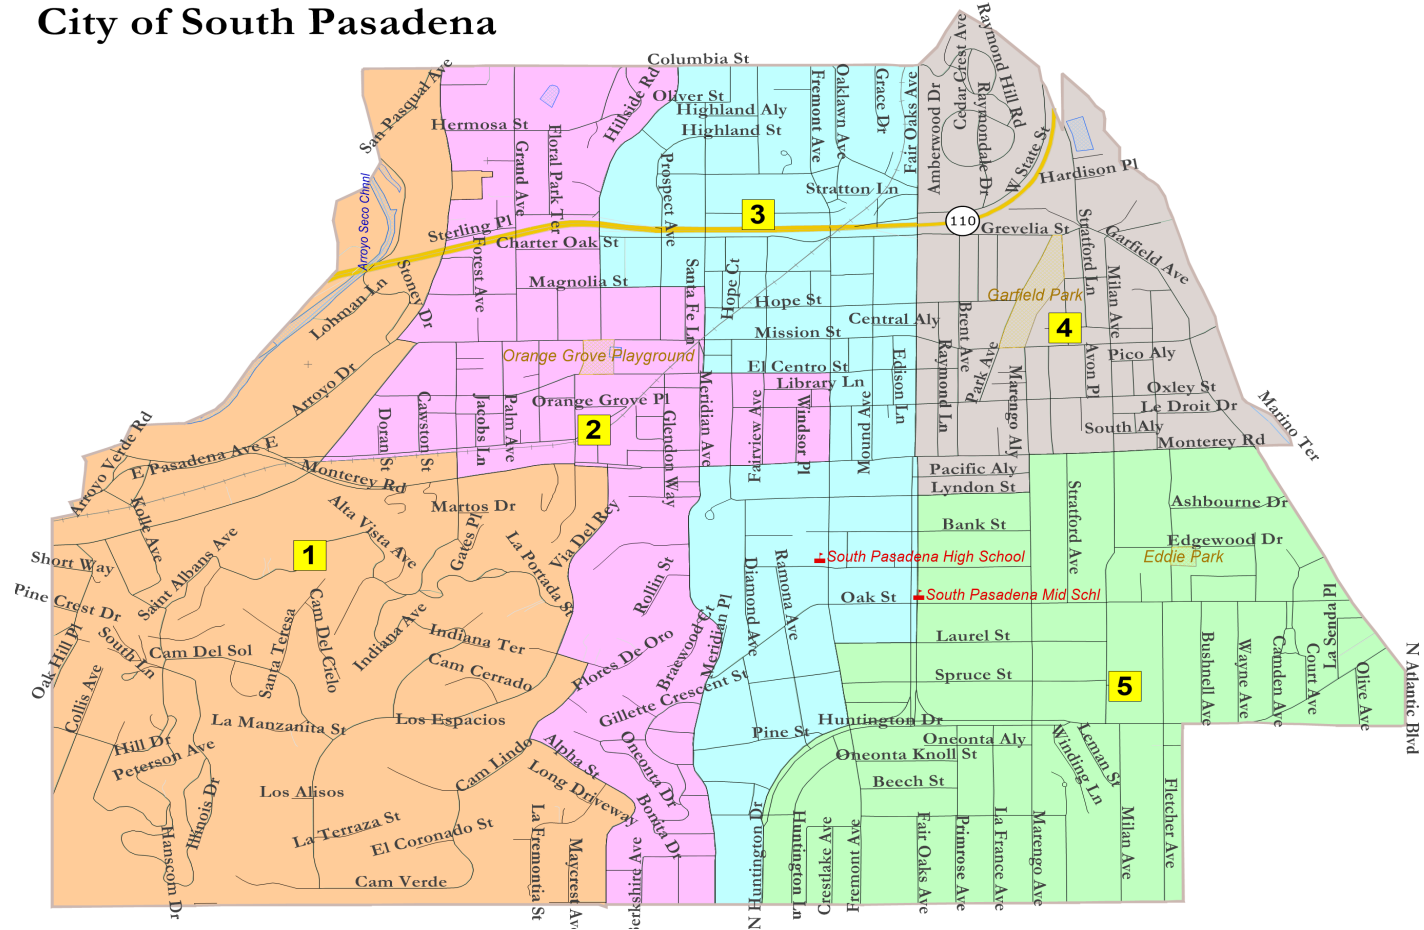 City of South Pasadena
Columbia St
San Pasqual Ave
Hermosa St
Grand Ave
Floral Park Ter
Hillside Rd
Oliver St
Highland Aly
Highland St
Prospect Ave
Fremont Ave
Oaklawn Ave
Grace Dr
Fair Oaks Ave
Amberwood Dr
Cedar Crest Ave
Raymondale Dr
Raymond Hill Rd
W State St
Hardison Pl
Stratton Ln
3
110
Grevelia St
Stratford Ln
Garfield Ave
Arroyo Seco Chnnl
Sterling Pl
Charter Oak St
Forest Ave
Stoney Dr
Lohman Ln
Magnolia St
Santa Fe Ln
Hope Ct
Hope St
Mission St
Central Aly
Garfield Park
Milan Ave
4
Brent Ave
Raymond Ln
Park Ave
Marengo Aly
Avon Pl
Pico Aly
Oxley St
Le Droit Dr
South Aly
Monterey Rd
Marino Ter
Orange Grove Playground
El Centro St
Library Ln
Edison Ln
Arroyo Dr
Orange Grove Pl
2
Doran St
Cawston St
Jacobs Ln
Palm Ave
Glendon Way
Meridian Ave
Fairview Ave
Windsor Pl
Mound Ave
Arroyo Verde Rd
E Pasadena Ave E
Monterey Rd
Pacific Aly
Lyndon St
Bank St
Stratford Ave
Ashbourne Dr
Edgewood Dr
Eddie Park
Kolle Ave
Alta Vista Ave
Martos Dr
Gates Pl
La Portada St
Via Del Rey
Short Way
Saint Albans Ave
1
South Pasadena High School
South Pasadena Mid Schl
Pine Crest Dr
Oak Hill Pl
South Ln
Cam Del Sol
Santa Teresa
Cam Del Cielo
Indiana Ave
Indiana Ter
Cam Cerrado
Rollin St
Flores De Oro
Braewood Ct
Meridian Pl
Diamond Ave
Ramona Ave
Oak St
Laurel St
Spruce St
5
Bushnell Ave
Wayne Ave
Camden Ave
Court Ave
La Senda Pl
Olive Ave
N Atlantic Blvd
Collis Ave
La Manzanita St
Los Espacios
Gillette Crescent St
Pine St
Huntington Dr
Oneonta Aly
Oneonta Knoll St
Beech St
Winding Ln
Leman St
Hill Dr
Peterson Ave
Illinois Dr
Hanscom Dr
Los Alisos
La Terraza St
El Coronado St
Cam Verde
Cam Lindo
Alpha St
Long Driveway
Oneonta Dr
Bonita Dr
La Fremontia St
Maycrest Av
erkshire Ave
N Huntington Dr
Huntington Ln
Crestlake Ave
Fremont Ave
Fair Oaks Ave
Primrose Ave
La France Ave
Marengo Ave
Milan Ave
Fletcher Ave